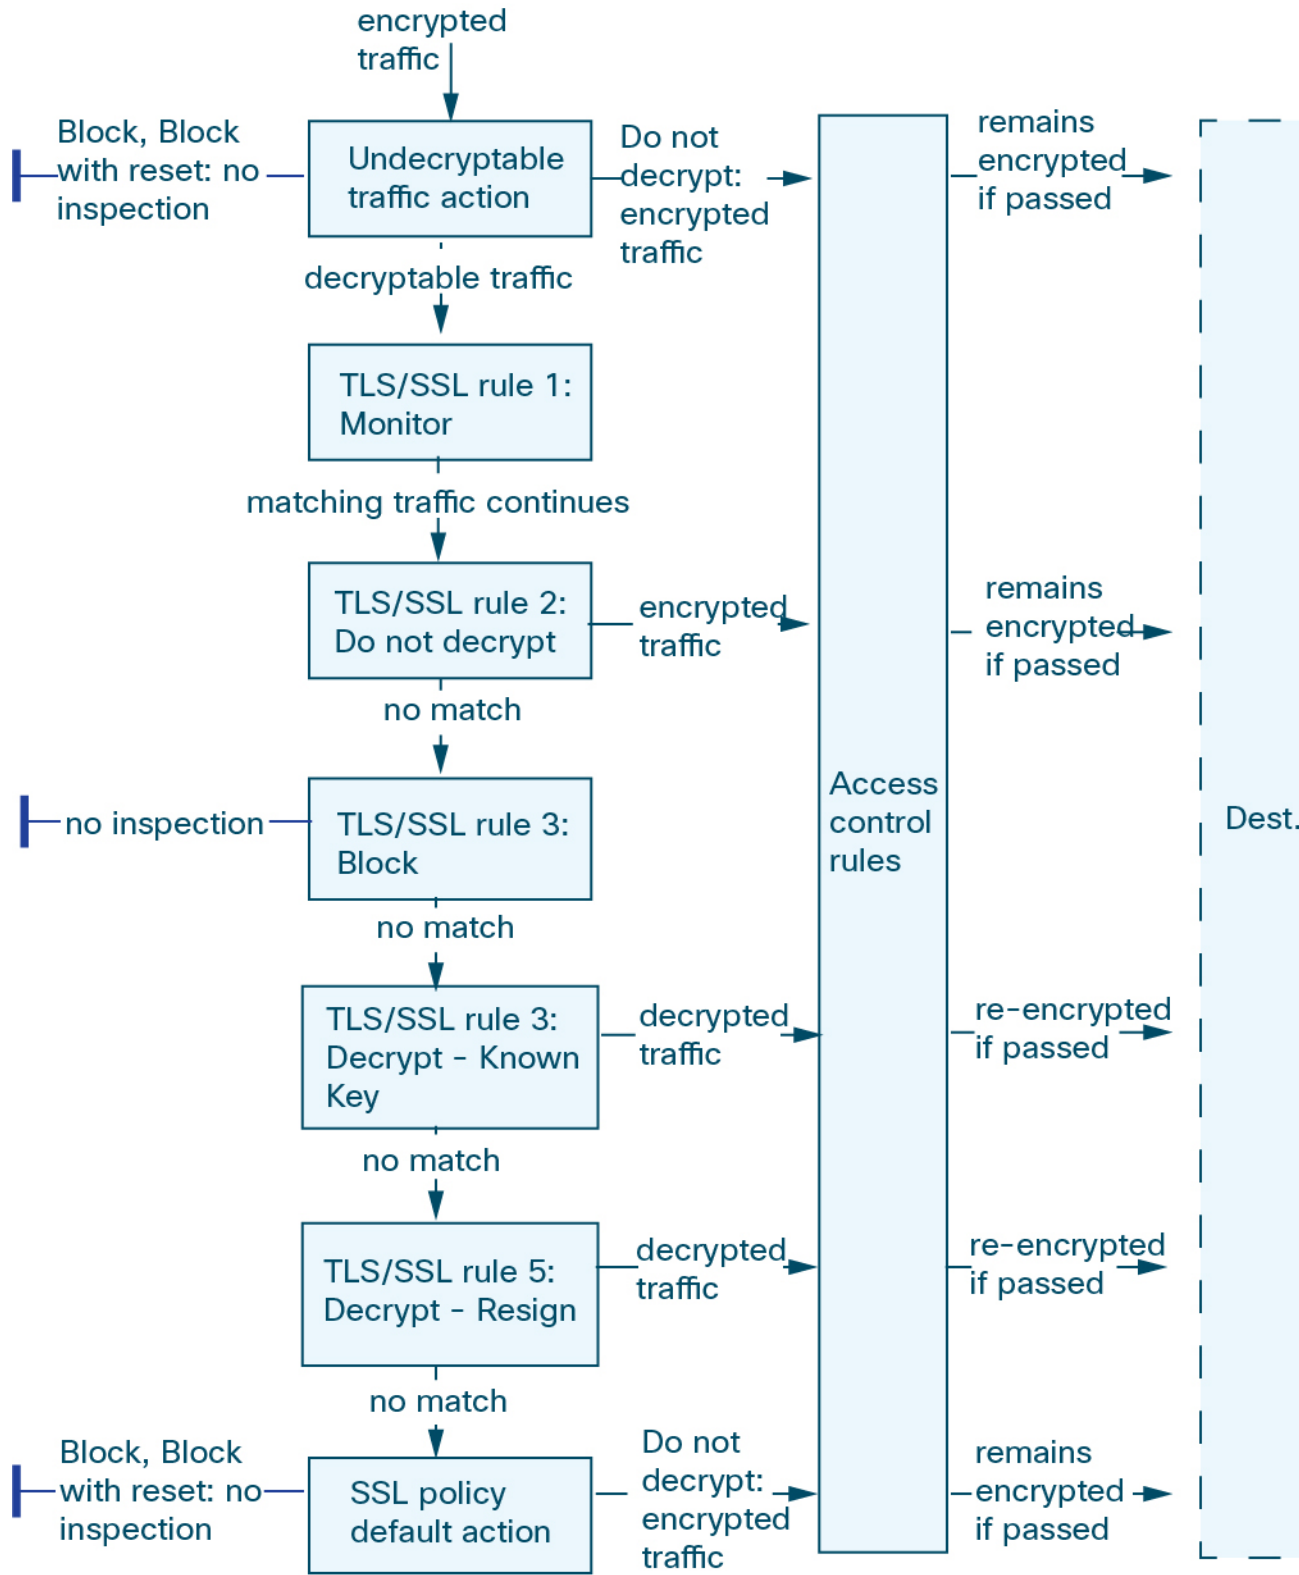 encrypted
traffic
Block, Block
with reset: no
inspection
Undecryptable
traffic action
Do not
decrypt:
encrypted
traffic
remains
encrypted
if passed
decryptable traffic
TLS/SSL rule 1:
Monitor
matching traffic continues
TLS/SSL rule 2:
Do not decrypt
encrypted
traffic
remains
encrypted
if passed
no match
no inspection
TLS/SSL rule 3:
Block
Access
control
rules
Dest.
no match
TLS/SSL rule 3:
Decrypt - Known
Key
decrypted
traffic
re-encrypted
if passed
no match
TLS/SSL rule 5:
Decrypt - Resign
decrypted
traffic
re-encrypted
if passed
no match
Block, Block
with reset: no
inspection
SSL policy
default action
Do not
decrypt:
encrypted
traffic
remains
encrypted
if passed